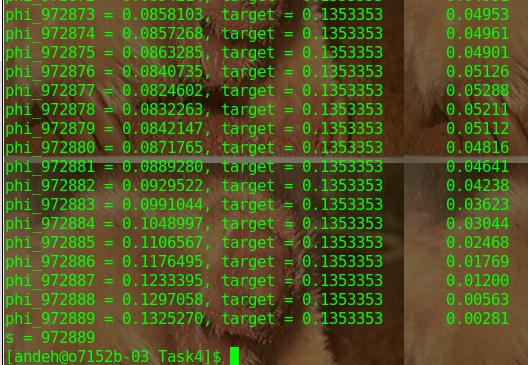 phi_972873 = 0.0858103, target = 0.1353353 0.04953
phi_972874 = 0.0857268, target = 0.1353353 0.04961
phi_972875 = 0.0863285, target = 0.1353353 0.04901
phi_972876 = 0.0840735, target = 0.1353353 0.05126
phi_972877 = 0.0824602, target = 0.1353353 0.05288
phi_972878 = 0.0832263, target = 0.1353353 0.05211
phi_972879 = 0.0842147, target = 0.1353353 0.05112
phi_972880 = 0.0871765, target = 0.1353353 0.04816
phi_972881 = 0.0889280, target = 0.1353353 0.04641
phi_972882 = 0.0929522, target = 0.1353353 0.04238
phi_972883 = 0.0991044, target = 0.1353353 0.03623
phi_972884 = 0.1048997, target = 0.1353353 0.03044
phi_972885 = 0.1106567, target = 0.1353353 0.02468
phi_972886 = 0.1176495, target = 0.1353353 0.01769
phi_972887 = 0.1233395, target = 0.1353353 0.01200
phi_972888 = 0.1297058, target = 0.1353353 0.00563
phi_972889 = 0.1325270, target = 0.1353353 0.00281
s = 972889
[andeh@o7152b-03 Task4]$